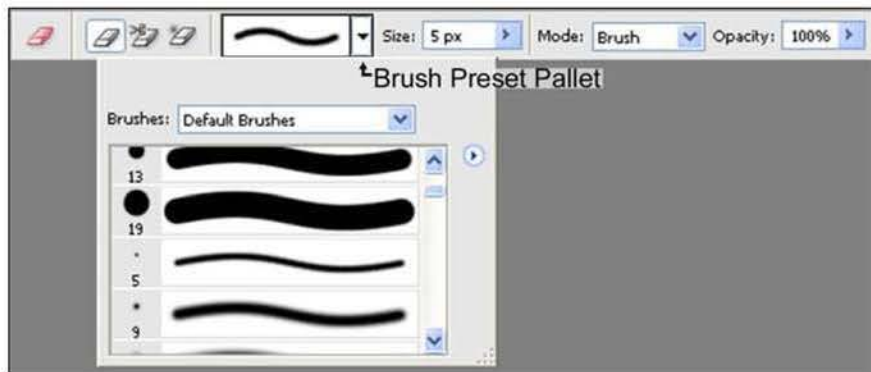 Size: 5 px Mode: Brush Opacity: 100%
Brush Preset Pallet
Brushes: Default Brushes
13
19
5
9